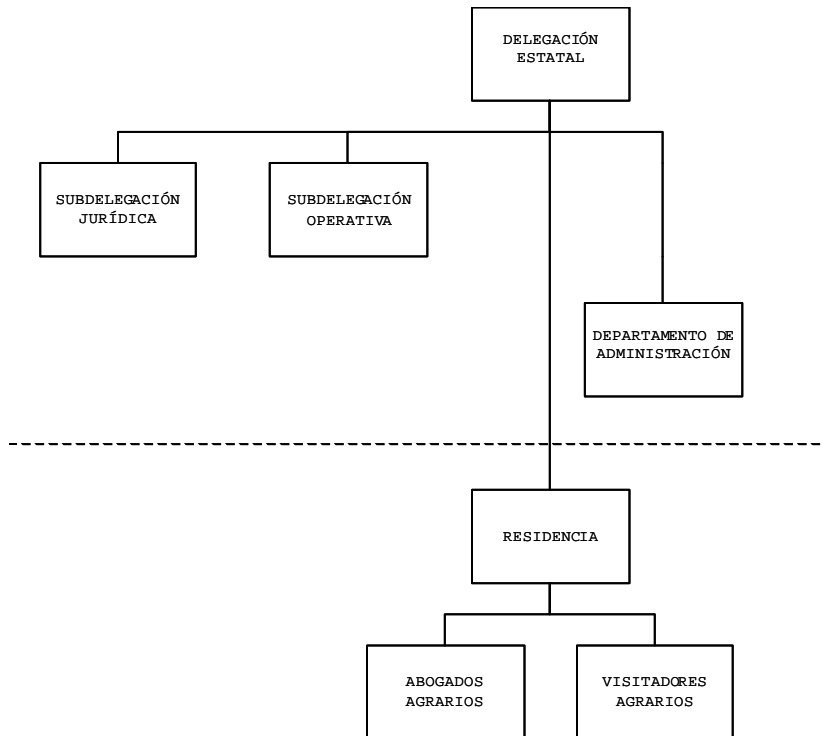 DELEGACIÓN
ESTATAL
SUBDELEGACIÓN
JURÍDICA
SUBDELEGACIÓN
OPERATIVA
DEPARTAMENTO DE
ADMINISTRACIÓN
RESIDENCIA
ABOGADOS
AGRARIOS
VISITADORES
AGRARIOS